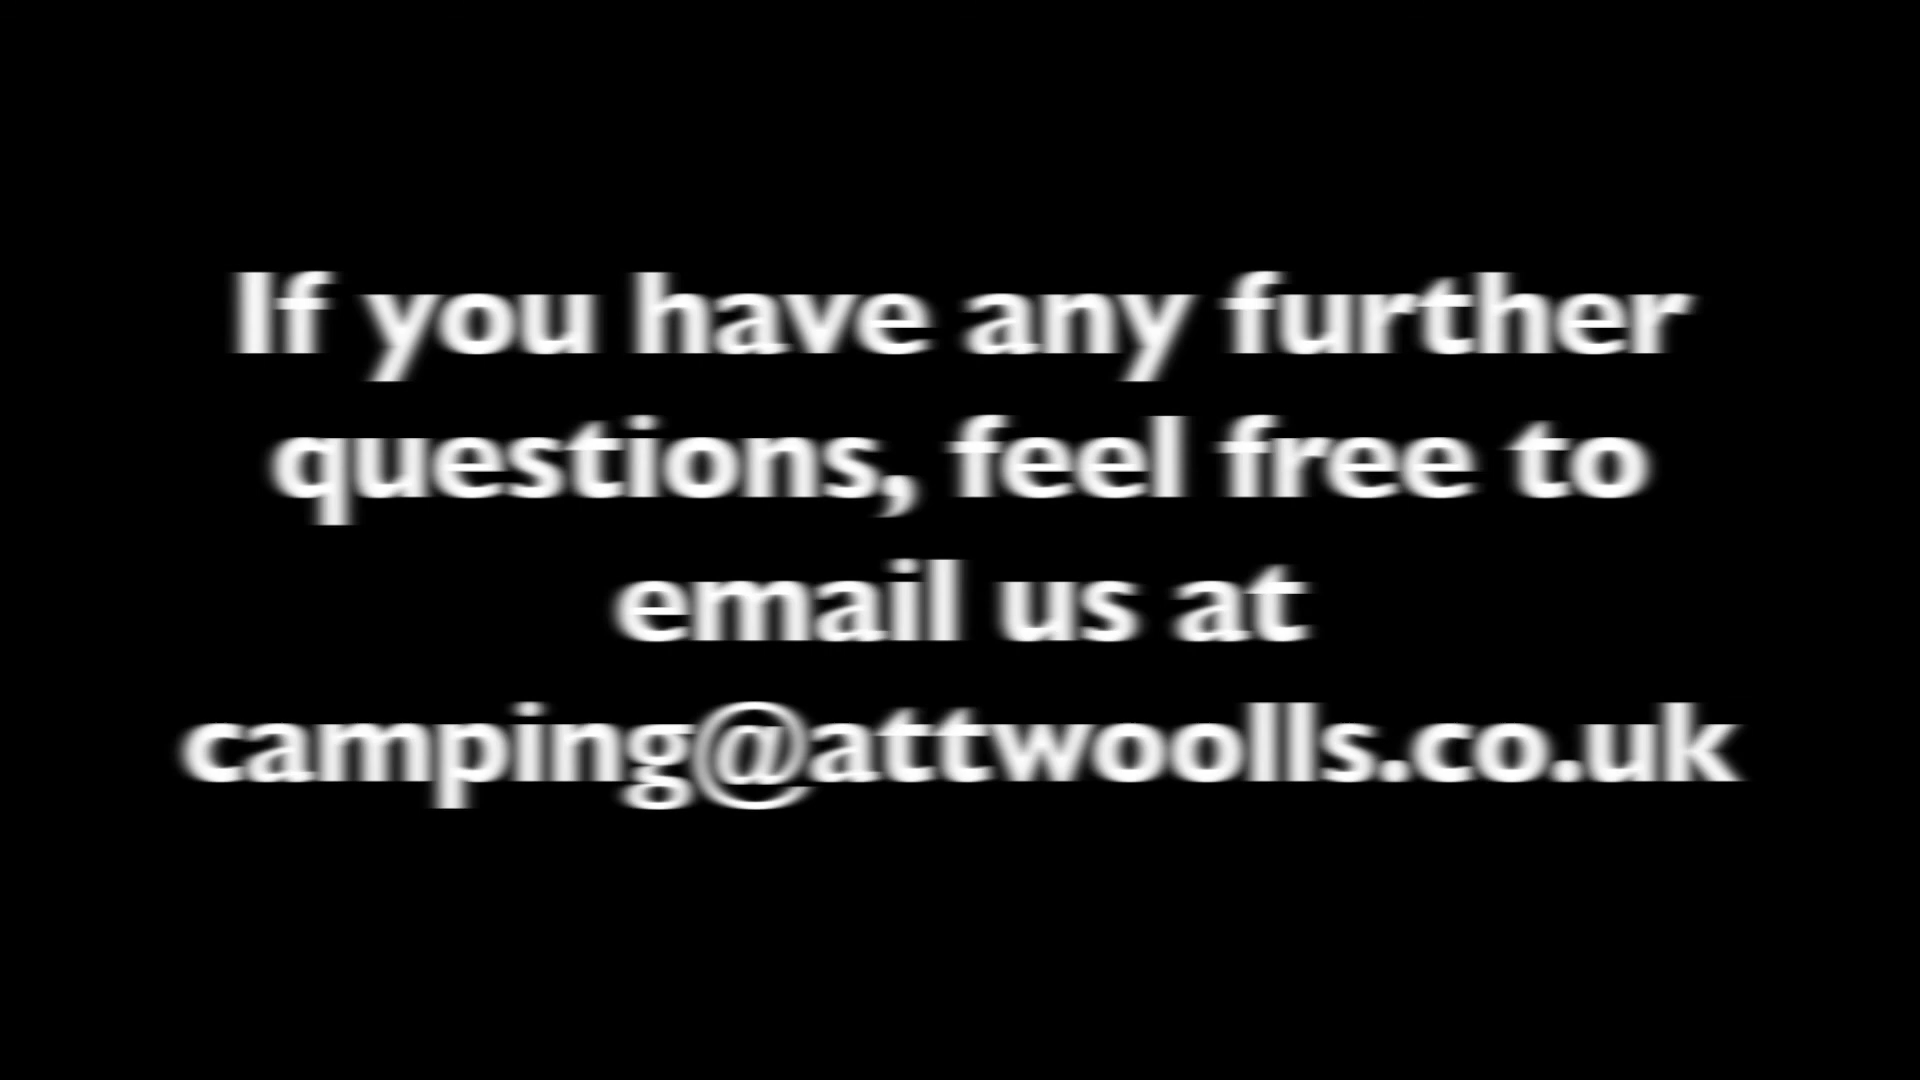 If you have any further
questions, feel free to
email us at
camping@attwoolls.co.uk